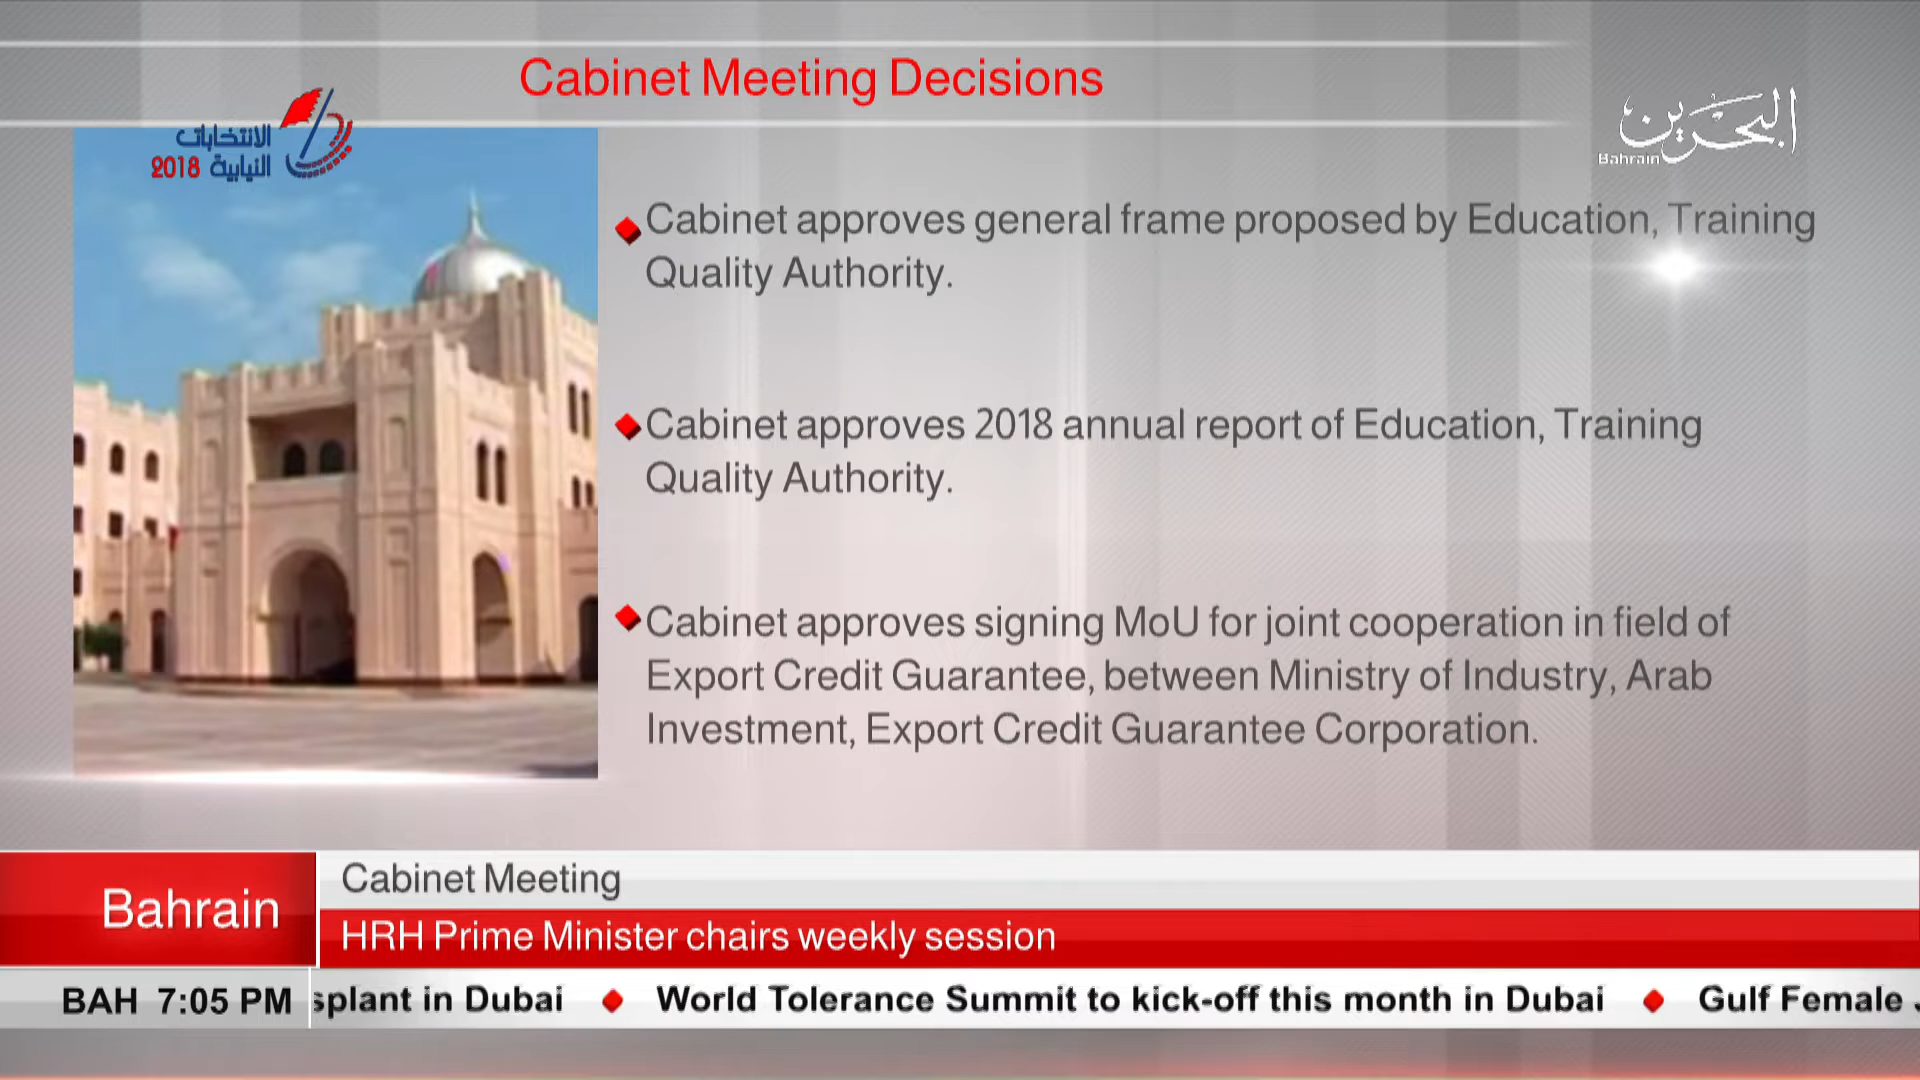 Cabinet Meeting Decisions
الانتخابات
النيابية 2018
البحرين
Bahrain
Cabinet approves general frame proposed by Education, Training
Quality Authority.
Cabinet approves 2018 annual report of Education, Training
Quality Authority.
Cabinet approves signing MoU for joint cooperation in field of
Export Credit Guarantee, between Ministry of Industry, Arab
Investment, Export Credit Guarantee Corporation.
Bahrain
Cabinet Meeting
HRH Prime Minister chairs weekly session
BAH 7:05 PM splant in Dubai World Tolerance Summit to kick-off this month in Dubai Gulf Female